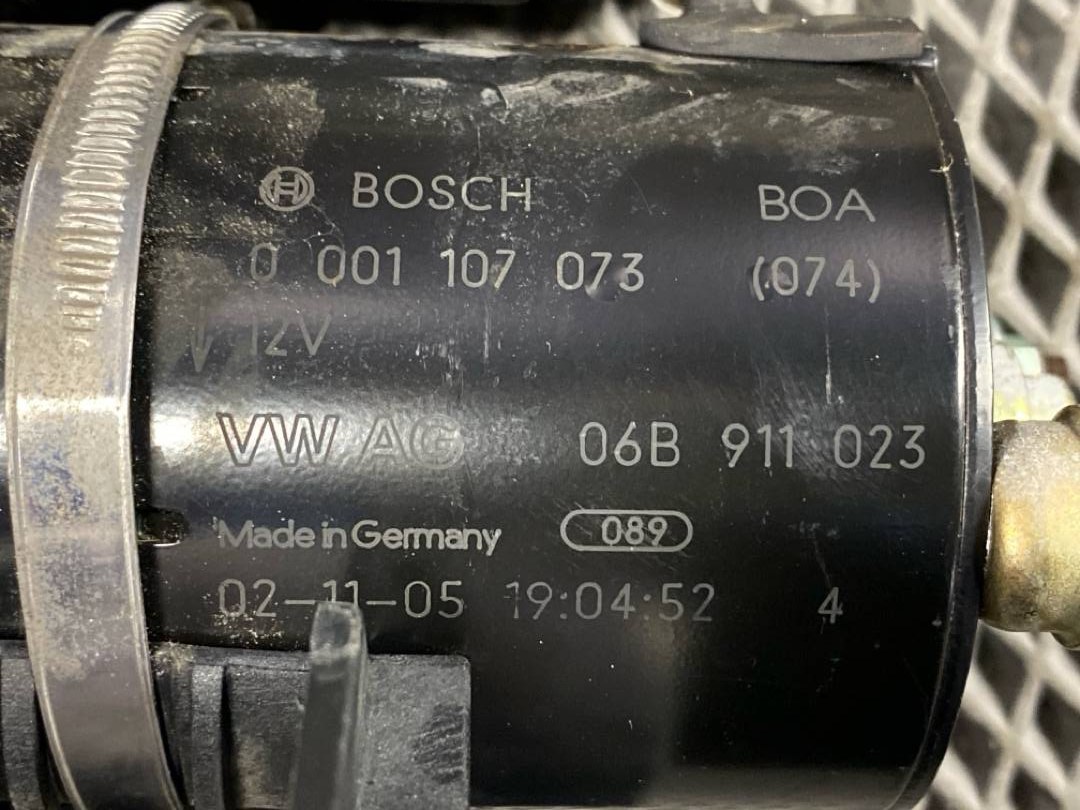 BOSCH BOA
0 001 107 073 (074)
12V
VW AG 06B 911 023
Made in Germany 089
02-11-05 19:04:52 4